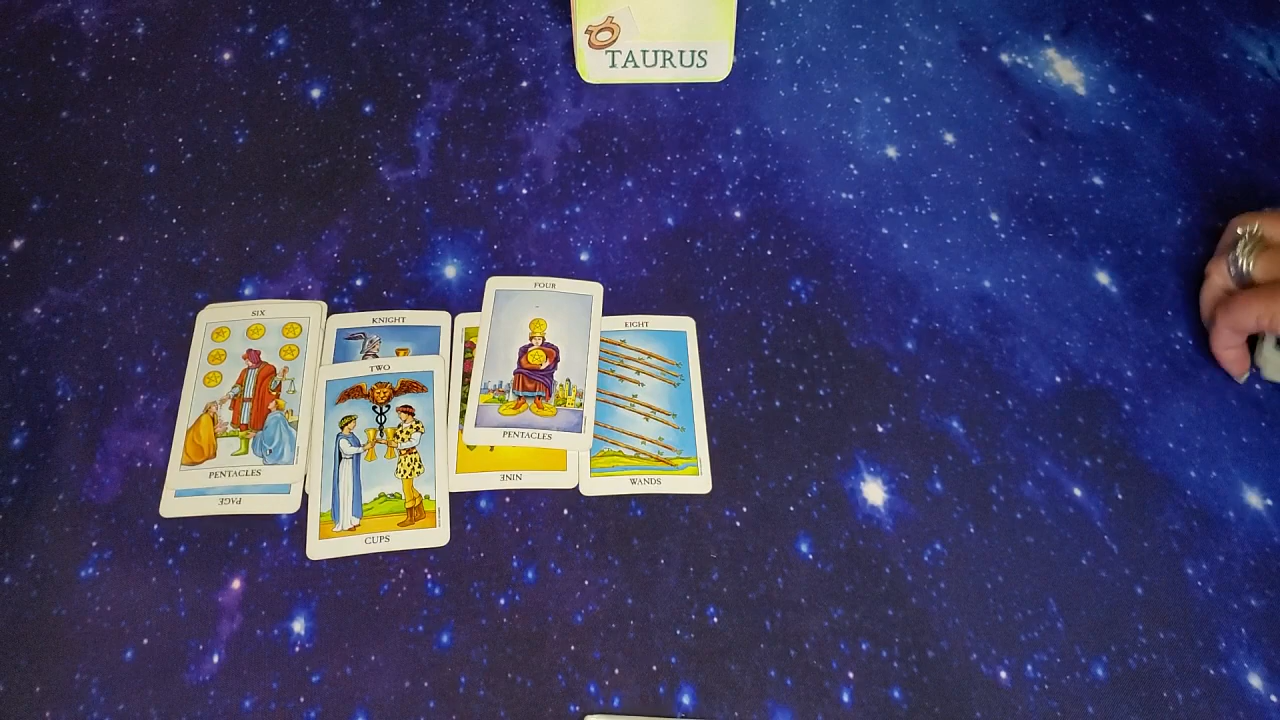 TAURUS
SIX
PENTACLES
PAGE
KNIGHT
TWO
CUPS
FOUR
PENTACLES
NINE
EIGHT
WANDS